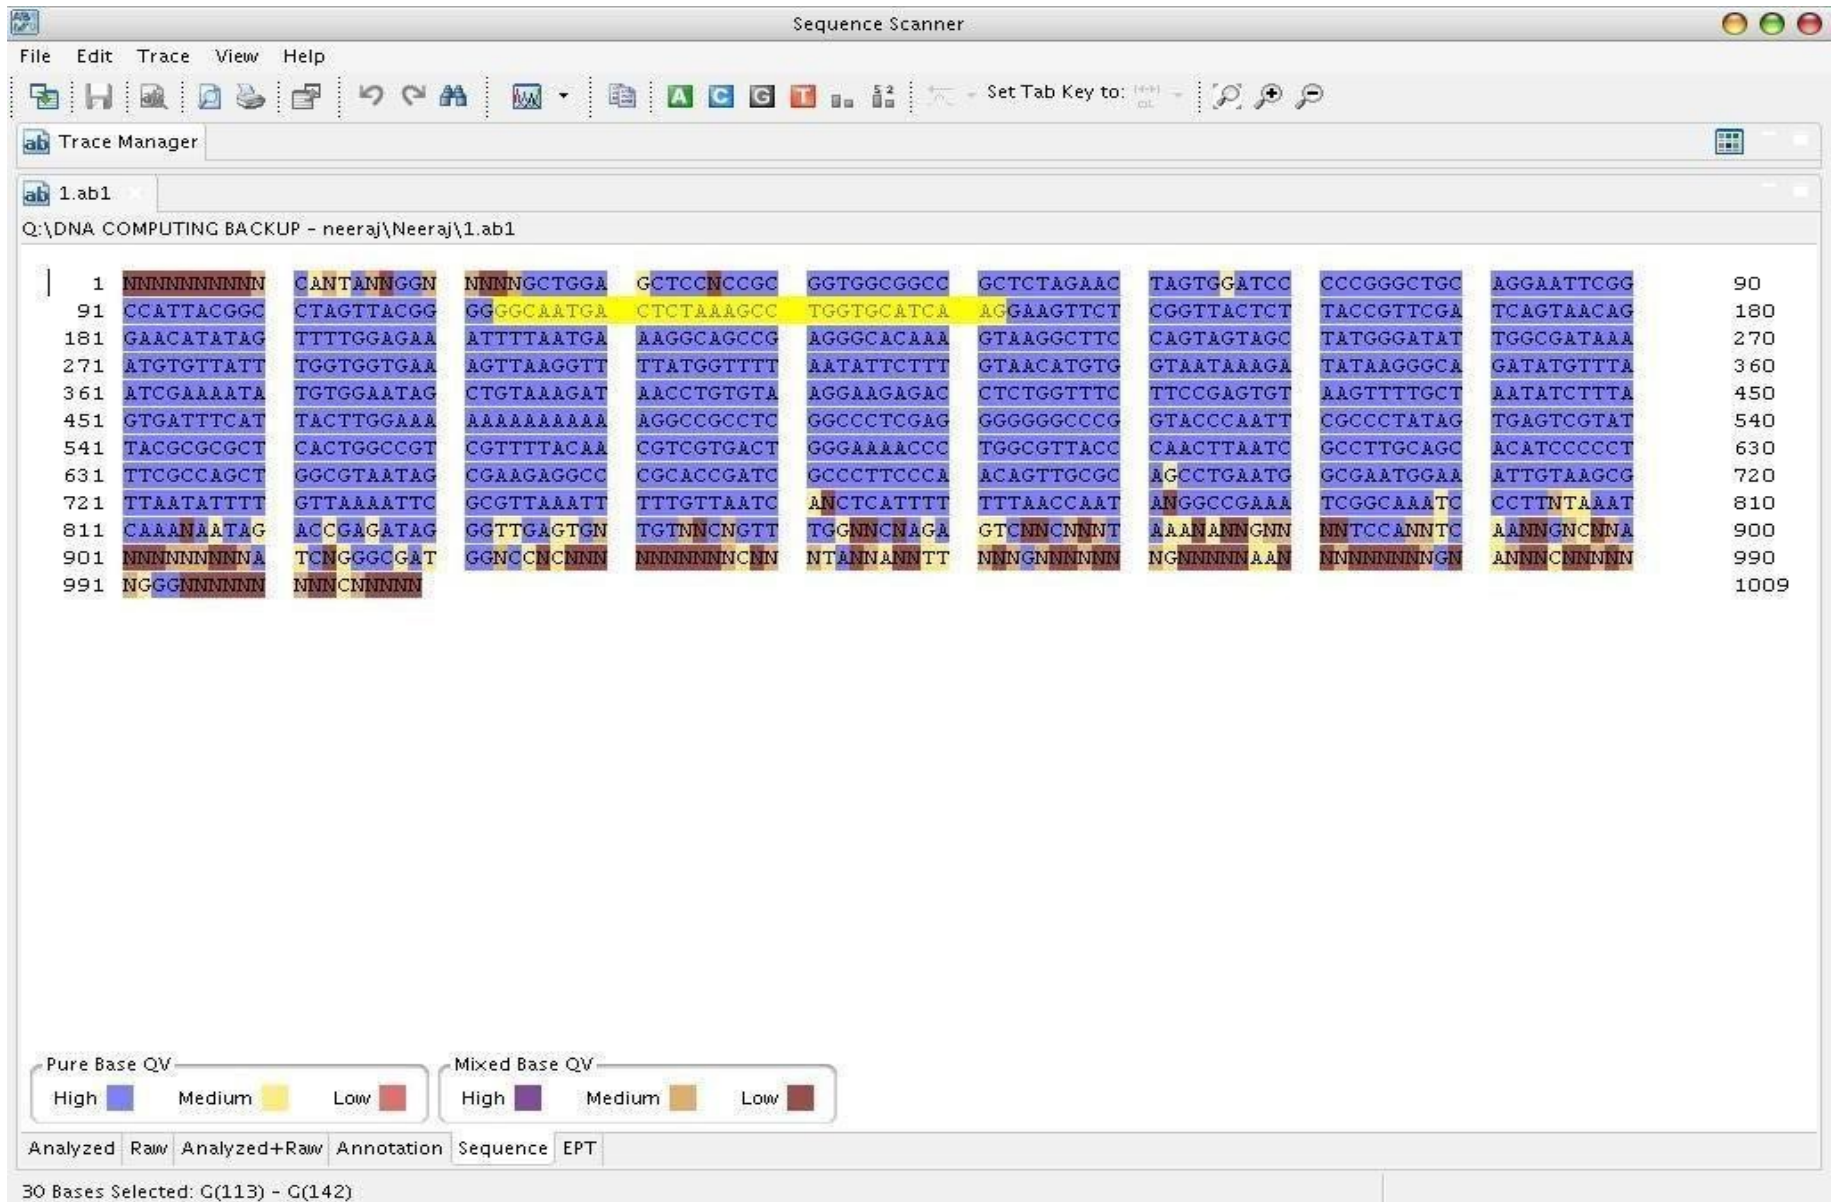 Sequence Scanner
File Edit Trace View Help
A C G T 5 2 Set Tab Key to:
ab Trace Manager
ab 1.ab1
Q:\DNA COMPUTING BACKUP - neeraj\Neeraj\1.ab1
1 NNNNNNNNNN CANTANNGGN NNNNGCTGGA GCTCCNCCGC GGTGGCGGCC GCTCTAGAAC TAGTGGATCC CCCGGGCTGC AGGAATTCGG 90
91 CCATTACGGC CTAGTTACGG GGGGCAATGA CTCTAAAGCC TGGTGCATCA AGGAAGTTCT CGGTTACTCT TACCGTTCGA TCAGTAACAG 180
181 GAACATATAG TTTTGGAGAA ATTTTAATGA AAGGCAGCCG AGGGCACAAA GTAAGGCTTC CAGTAGTAGC TATGGGATAT TGGCGATAAA 270
271 ATGTGTTATT TGGTGGTGAA AGTTAAGGTT TTATGGTTTT AATATTCTTT GTAACATGTG GTAATAAAGA TATAAGGGCA GATATGTTTA 360
361 ATCGAAAATA TGTGGAATAG CTGTAAAGAT AACCTGTGTA AGGAAGAGAC CTCTGGTTTC TTCCGAGTGT AAGTTTTGCT AATATCTTTA 450
451 GTGATTTCAT TACTTGGAAA AAAAAAAAAA AGGCCGCCTC GGCCCTCGAG GGGGGGCCCG GTACCCAATT CGCCCTATAG TGAGTCGTAT 540
541 TACGCGCGCT CACTGGCCGT CGTTTTACAA CGTCGTGACT GGGAAAACCC TGGCGTTACC CAACTTAATC GCCTTGCAGC ACATCCCCCT 630
631 TTCGCCAGCT GGCGTAATAG CGAAGAGGCC CGCACCGATC GCCCTTCCCA ACAGTTGCGC AGCCTGAATG GCGAATGGAA ATTGTAAGCG 720
721 TTAATATTTT GTTAAAATTC GCGTTAAATT TTTGTTAATC ANCTCATTTT TTTAACCAAT ANGGCCGAAA TCGGCAAATC CCTTNTAAAT 810
811 CAAANAATAG ACCGAGATAG GGTTGAGTGN TGTNNCNGTT TGGNNCNAGA GTCNNCNNNT AAANANNGNN NNTCCANNTC AANNGNCNNA 900
901 NNNNNNNNNA TCNGGGCGAT GGNCCNCNNN NNNNNNNCNN NTANNANNTT NNNGNNNNNN NGNNNNNAAN NNNNNNNNGN ANNNCNNNNN 990
991 NGGGNNNNNN NNNCNNNNN 1009
Pure Base QV Mixed Base QV
High Medium Low High Medium Low
Analyzed Raw Analyzed+Raw Annotation Sequence EPT
30 Bases Selected: G(113) - G(142)